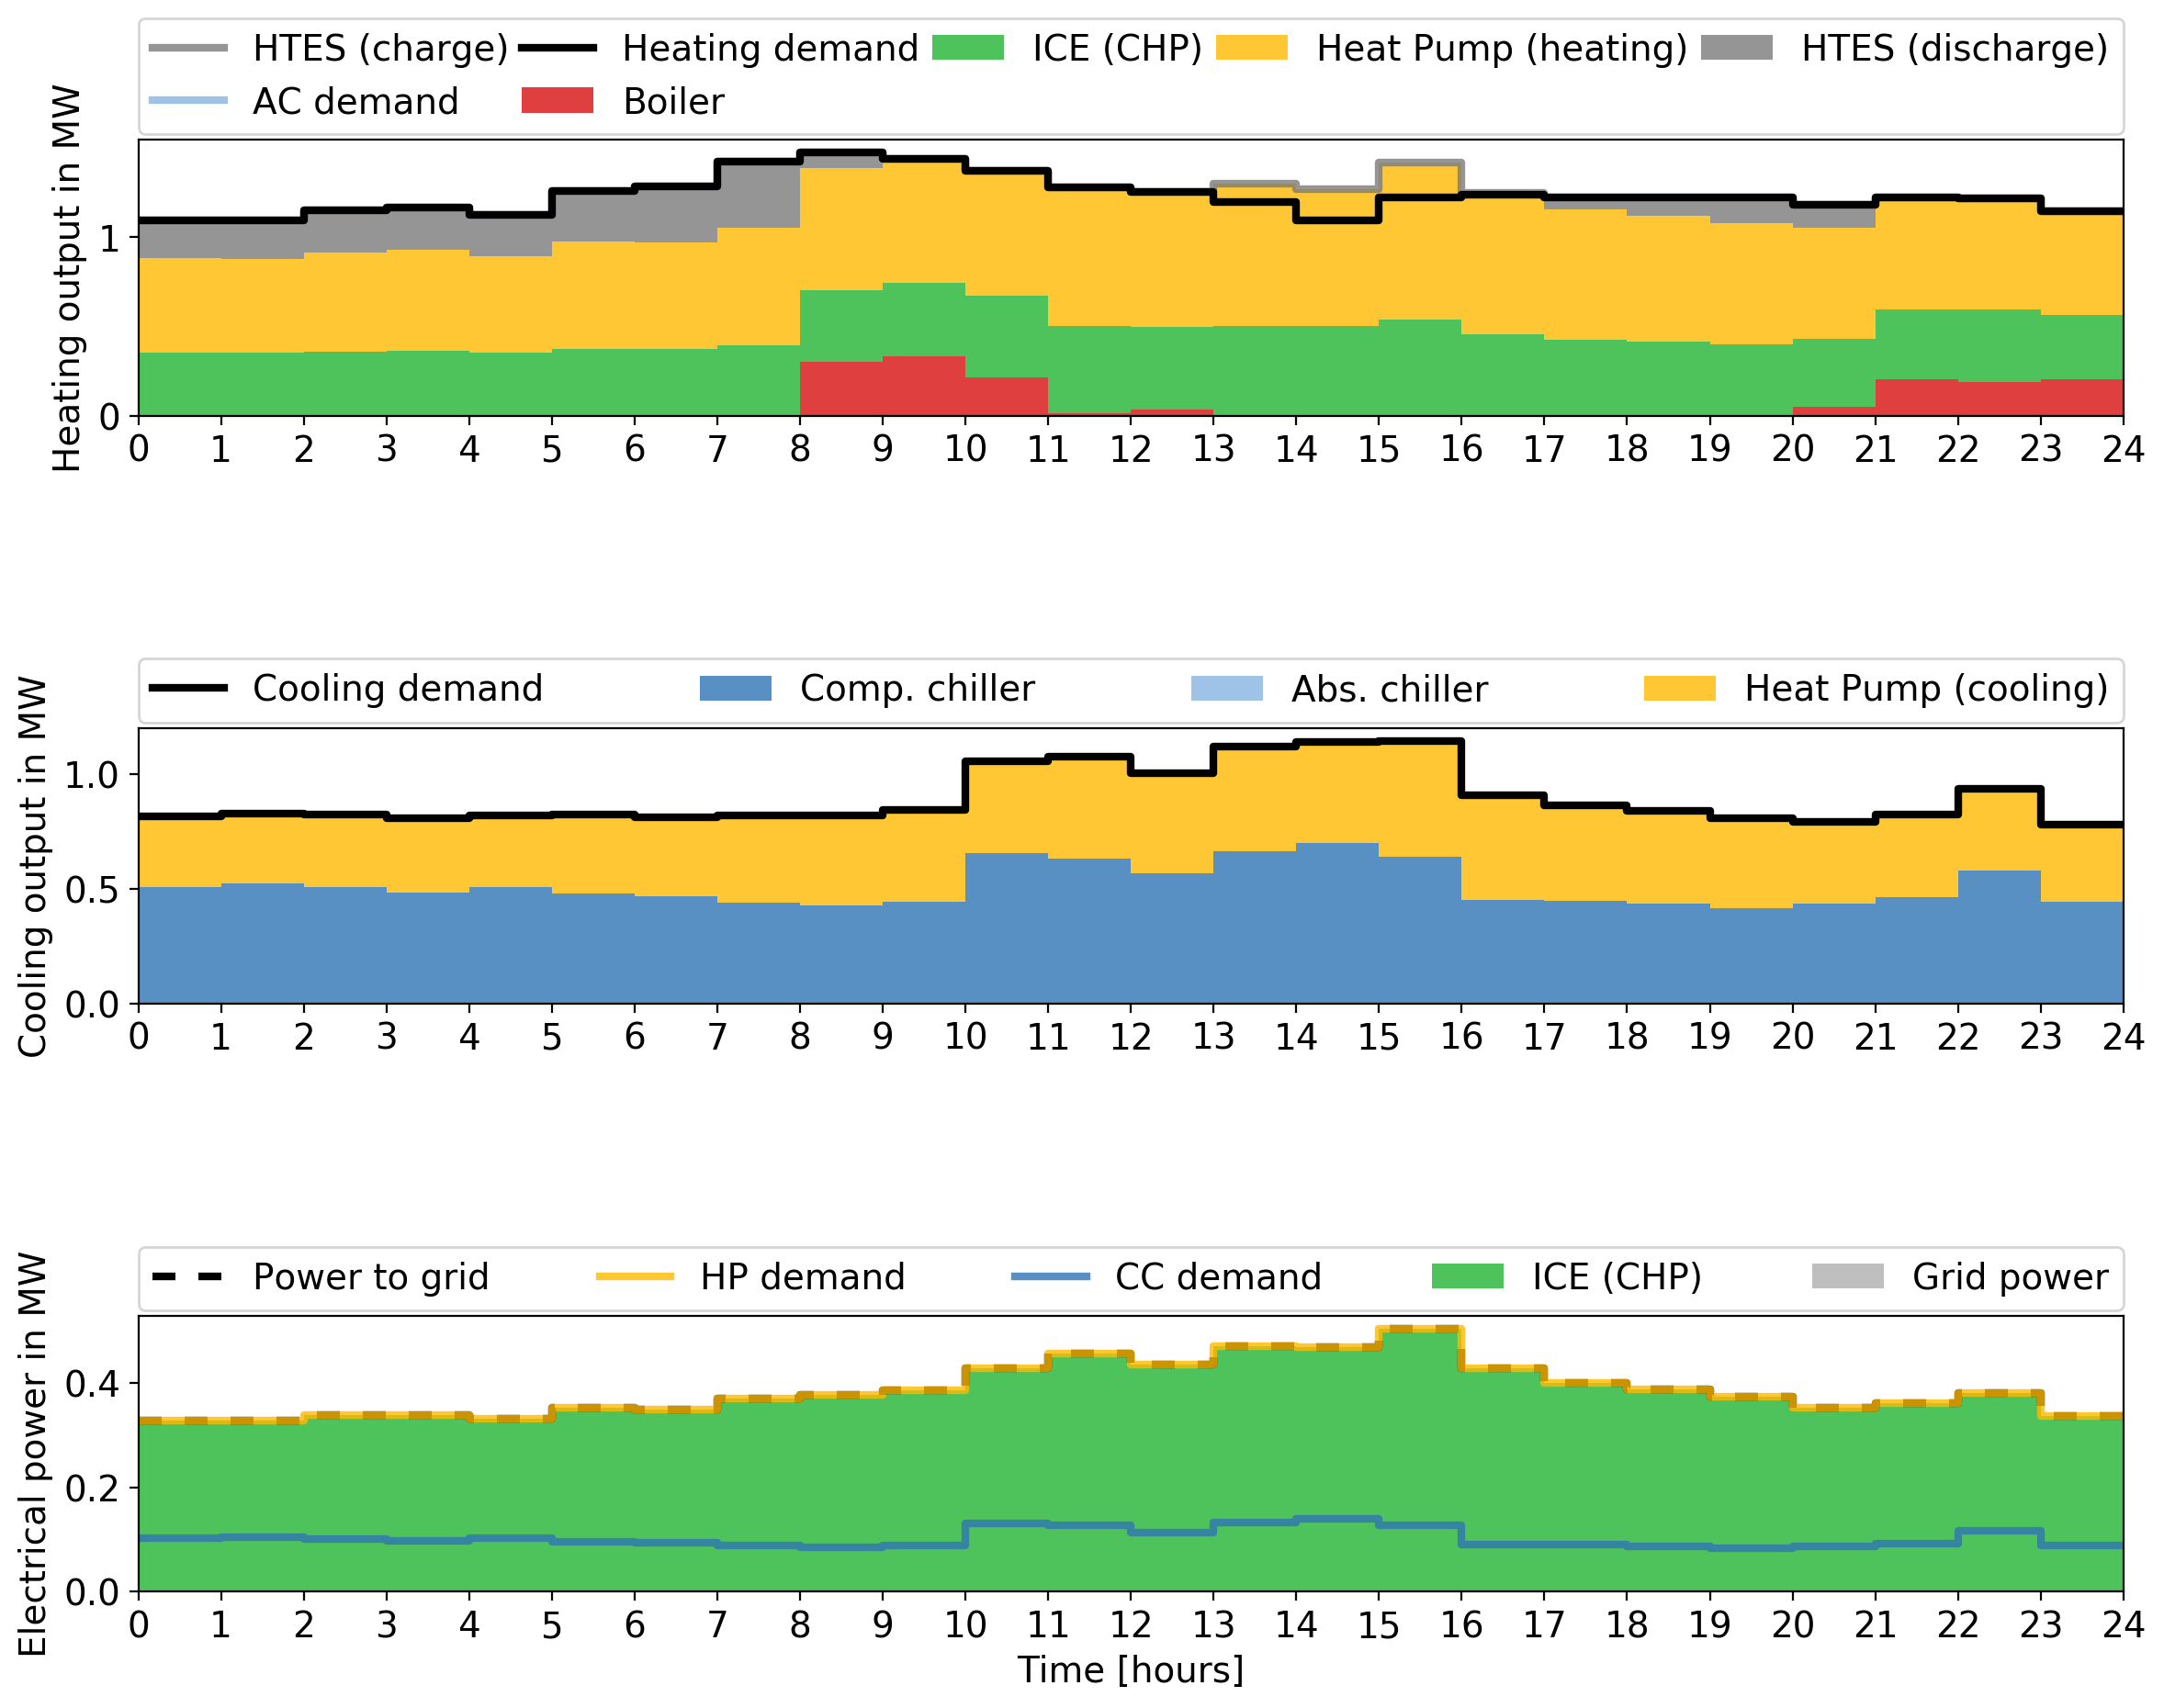 HTES (charge) Heating demand ICE (CHP) Heat Pump (heating) HTES (discharge)
AC demand Boiler
Heating output in MW
1
0
0 1 2 3 4 5 6 7 8 9 10 11 12 13 14 15 16 17 18 19 20 21 22 23 24
Cooling demand Comp. chiller Abs. chiller Heat Pump (cooling)
Cooling output in MW
1.0
0.5
0.0
0 1 2 3 4 5 6 7 8 9 10 11 12 13 14 15 16 17 18 19 20 21 22 23 24
Power to grid HP demand CC demand ICE (CHP) Grid power
Electrical power in MW
0.4
0.2
0.0
0 1 2 3 4 5 6 7 8 9 10 11 12 13 14 15 16 17 18 19 20 21 22 23 24
Time [hours]